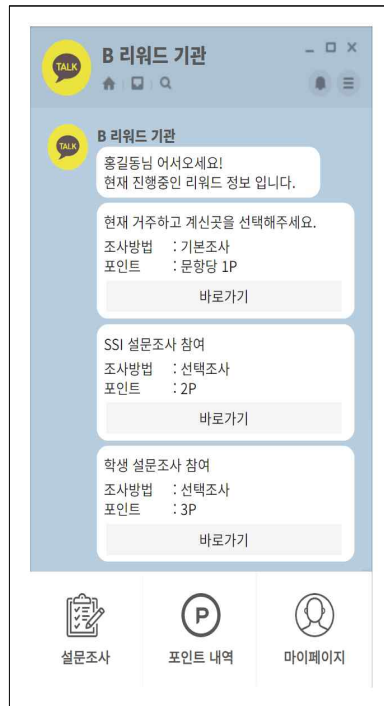 TALK
B 리워드 기관
TALK
B 리워드 기관
홍길동님 어서오세요!
현재 진행중인 리워드 정보 입니다.
현재 거주하고 계신곳을 선택해주세요.
조사방법 : 기본조사
포인트 : 문항당 1P
바로가기
SSI 설문조사 참여
조사방법 : 선택조사
포인트 : 2P
바로가기
학생 설문조사 참여
조사방법 : 선택조사
포인트 : 3P
바로가기
P
설문조사 포인트 내역 마이페이지